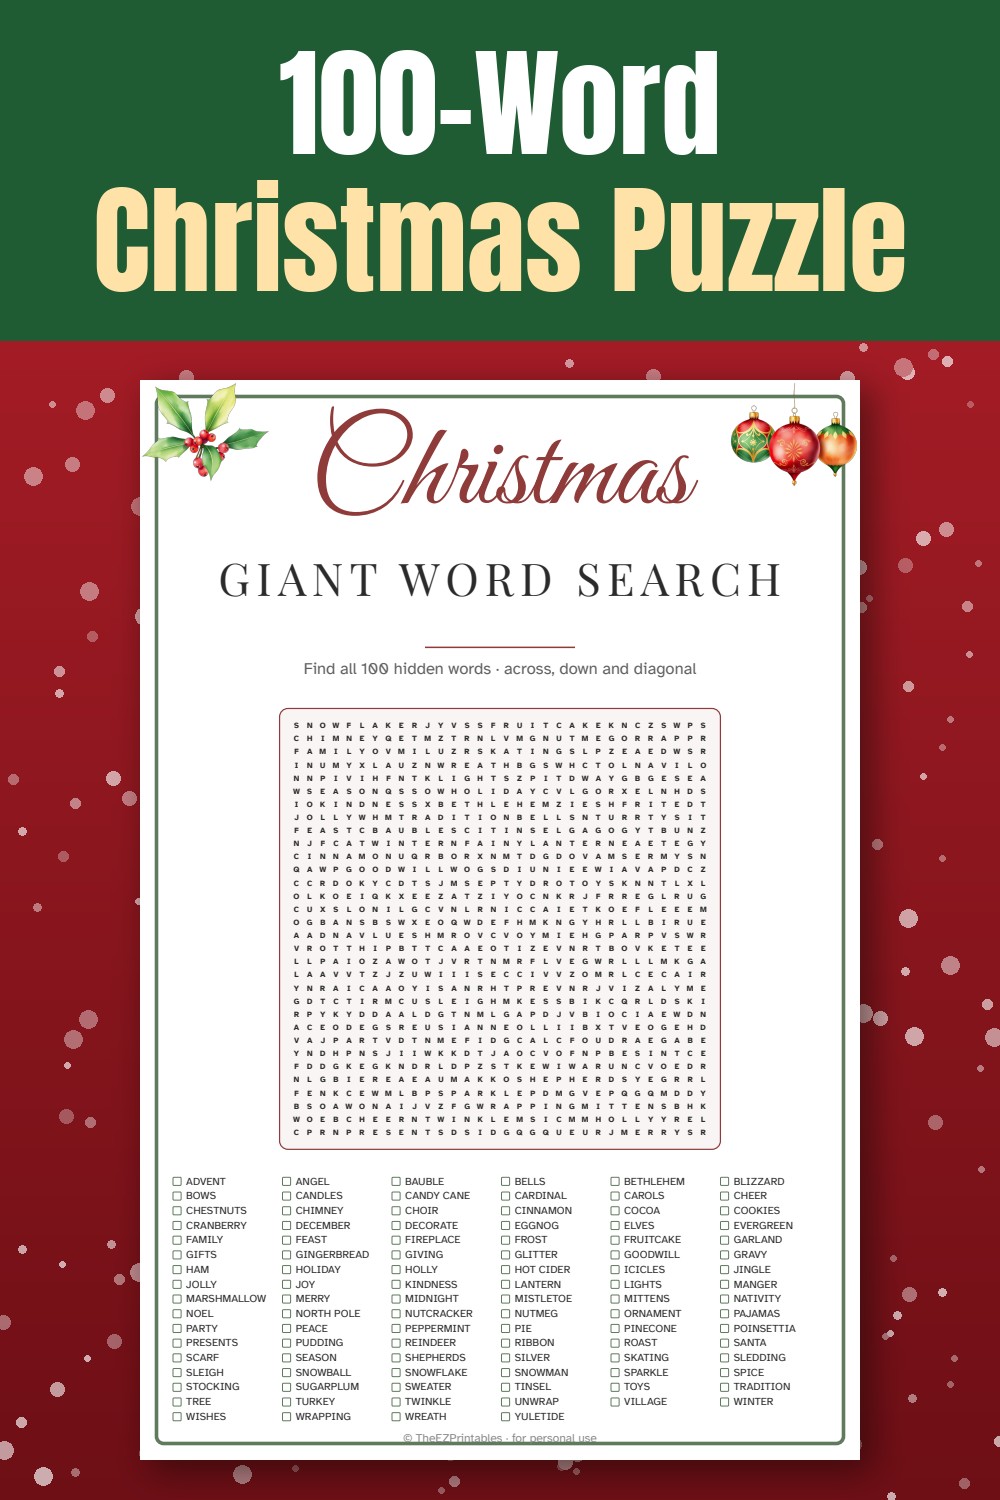 100-Word
Christmas Puzzle
Christmas
GIANT WORD SEARCH
Find all 100 hidden words · across, down and diagonal
S N O W F L A K E R J Y V S S F R U I T C A K E K N C Z S W P S
C H I M N E Y Q E T M Z T R N L V M G N U T M E G O R R A P P R
F A M I L Y O V M I L U Z R S K A T I N G S L P Z E A E D W S R
I N U M Y X L A U Z N W R E A T H B G S W H C T O L N A V I L O
N N P I V I H F N T K L I G H T S Z P I T D W A Y G B G E S E A
W S E A S O N Q S S O W H O L I D A Y C V L G O R X E L N H D S
I O K I N D N E S S X B E T H L E H E M Z I E S H F R I T E D T
J O L L Y W H M T R A D I T I O N B E L L S N T U R R T Y S I T
F E A S T C B A U B L E S C I T I N S E L G A G O G Y T B U N Z
N J F C A T W I N T E R N F A I N Y L A N T E R N E A E T E G Y
C I N N A M O N U Q R B O R X N M T D G D O V A M S E R M Y S N
Q A W P G O O D W I L L W O G S D I U N I E E W I A V A P D C Z
C C R D O K Y C D T S J M S E P T Y D R O T O Y S K N N T L X L
O L K O E I Q K X E E Z A T Z I Y O C N K R J F R R E G L R U G
C U X S L O N I L G C V N L R N I C C A I E T K O E F L E E E M
O G B A N S B S W X E O Q W D E F H M K N G Y H R L L B I R U E
A A D N A V L U E S H M R O V C V O Y M I E H G P A R P V S W R
V R O T T H I P B T T C A A E O T I Z E V N R T B O V K E T E E
L L P A I O Z A W O T J V R T N M R F L V E G W R L L L M K G A
L A A V V T Z J Z U W I I I S E C C I V V Z O M R L C E C A I R
Y N R A I C A A O Y I S A N R H T P R E V N R J V I Z A L Y M E
G D T C T I R M C U S L E I G H M K E S S B I K C Q R L D S K I
R P Y K Y D D A A L D G T N M L G A P D J V B I O C I A E W D N
A C E O D E G S R E U S I A N N E O L L I I B X T V E O G E H D
V A J P A R T V D T N M E F I D G C A L C F O U D R A E G A B E
Y N D H P N S J I I W K K D T J A O C V O F N P B E S I N T C E
F D D G K E G K N D R L D P Z S T K E W I W A R U N C V O E D R
N L G B I E R E A E A U M A K K O S H E P H E R D S Y E G R R L
F E N K C E W M L B P S P A R K L E P D M G V E P Q G Q M D D Y
B S O A W O N A I J V Z F G W R A P P I N G M I T T E N S B H K
W O E B C H E E R N T W I N K L E M S I C M M H O L L Y Y R E L
C P R N P R E S E N T S D S I D G Q G Q U E U R J M E R R Y S R
ADVENT ANGEL BAUBLE BELLS BETHLEHEM BLIZZARD
BOWS CANDLES CANDY CANE CARDINAL CAROLS CHEER
CHESTNUTS CHIMNEY CHOIR CINNAMON COCOA COOKIES
CRANBERRY DECEMBER DECORATE EGGNOG ELVES EVERGREEN
FAMILY FEAST FIREPLACE FROST FRUITCAKE GARLAND
GIFTS GINGERBREAD GIVING GLITTER GOODWILL GRAVY
HAM HOLIDAY HOLLY HOT CIDER ICICLES JINGLE
JOLLY JOY KINDNESS LANTERN LIGHTS MANGER
MARSHMALLOW MERRY MIDNIGHT MISTLETOE MITTENS NATIVITY
NOEL NORTH POLE NUTCRACKER NUTMEG ORNAMENT PAJAMAS
PARTY PEACE PEPPERMINT PIE PINECONE POINSETTIA
PRESENTS PUDDING REINDEER RIBBON ROAST SANTA
SCARF SEASON SHEPHERDS SILVER SKATING SLEDDING
SLEIGH SNOWBALL SNOWFLAKE SNOWMAN SPARKLE SPICE
STOCKING SUGARPLUM SWEATER TINSEL TOYS TRADITION
TREE TURKEY TWINKLE UNWRAP VILLAGE WINTER
WISHES WRAPPING WREATH YULETIDE
© TheEZPrintables · for personal use